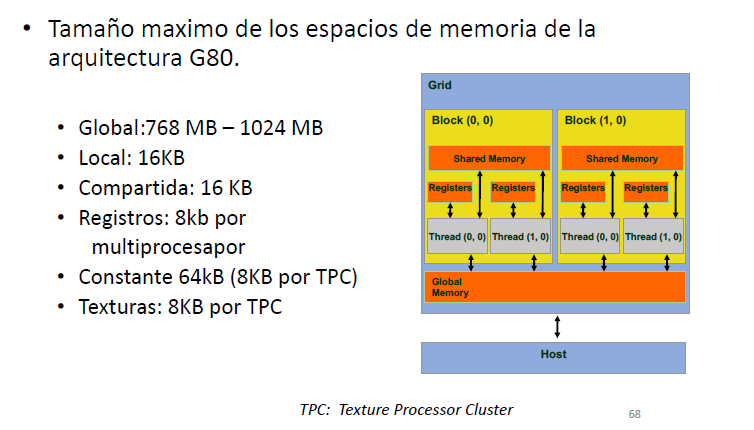 • Tamaño maximo de los espacios de memoria de la
arquitectura G80.
• Global:768 MB – 1024 MB
• Local: 16KB
• Compartida: 16 KB
• Registros: 8kb por
multiprocesapor
• Constante 64kB (8KB por TPC)
• Texturas: 8KB por TPC
Grid
Block (0, 0)
Block (1, 0)
Shared Memory
Shared Memory
Registers
Registers
Registers
Registers
Thread (0, 0)
Thread (1, 0)
Thread (0, 0)
Thread (1, 0)
Global
Memory
Host
TPC: Texture Processor Cluster
68